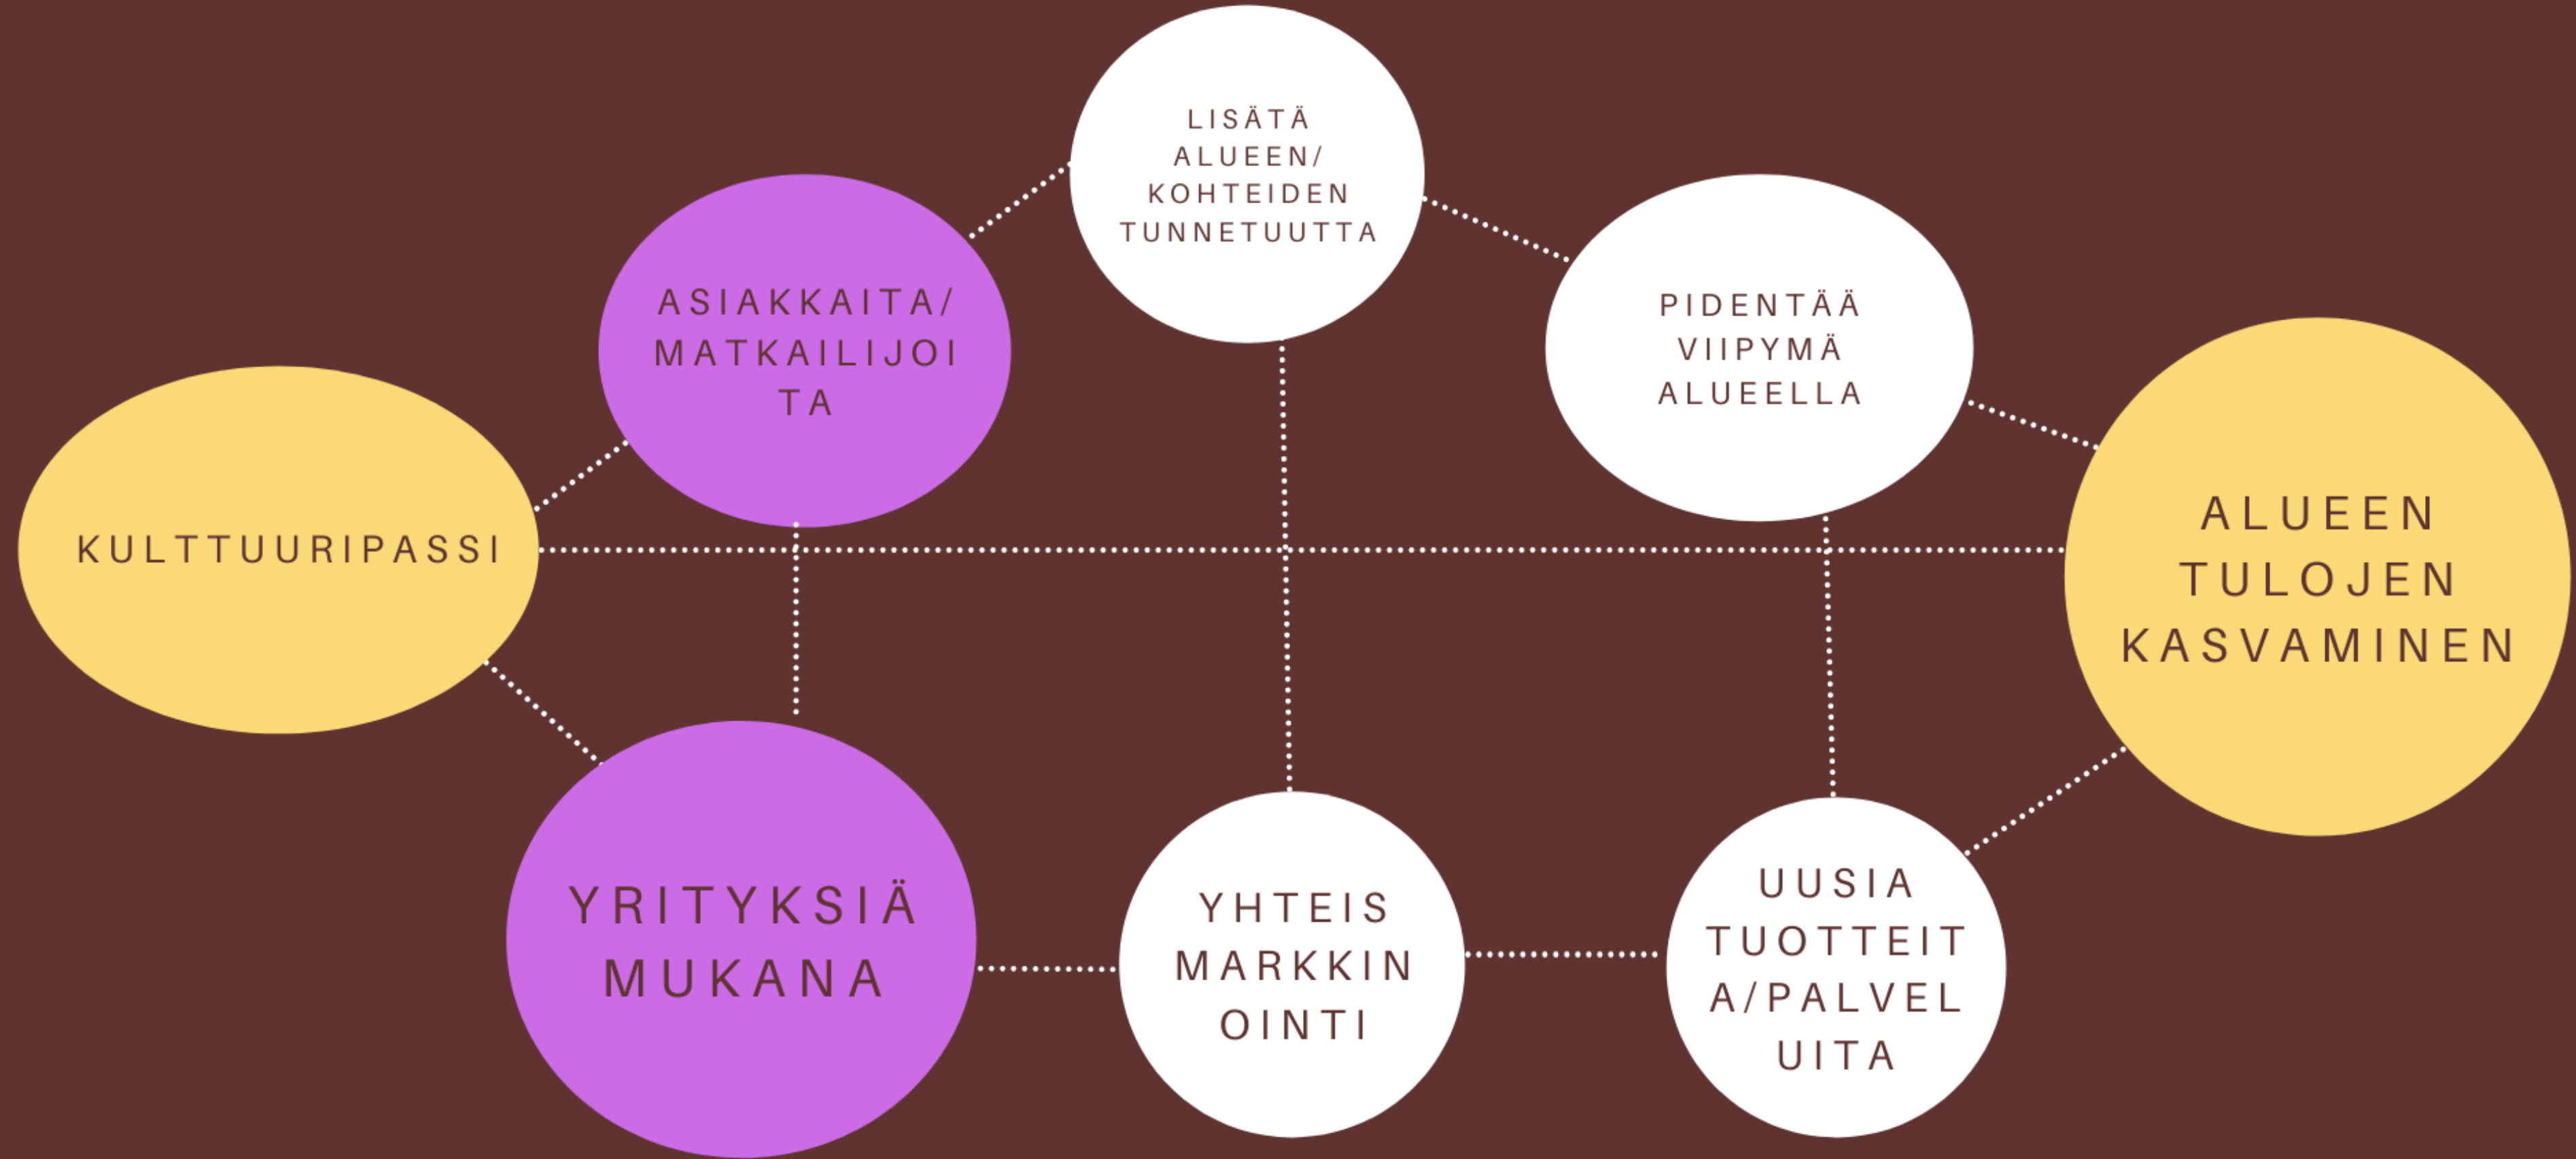 LISÄTÄ
ALUEEN/
KOHTEIDEN
TUNNETUUTTA
ASIAKKAITA/
MATKAILIJOI
TA
PIDENTÄÄ
VIIPYMÄ
ALUEELLA
KULTTUURIPASSI
ALUEEN
TULOJEN
KASVAMINEN
YRITYKSIÄ
MUKANA
YHTEIS
MARKKIN
OINTI
UUSIA
TUOTTEIT
A/PALVEL
UITA